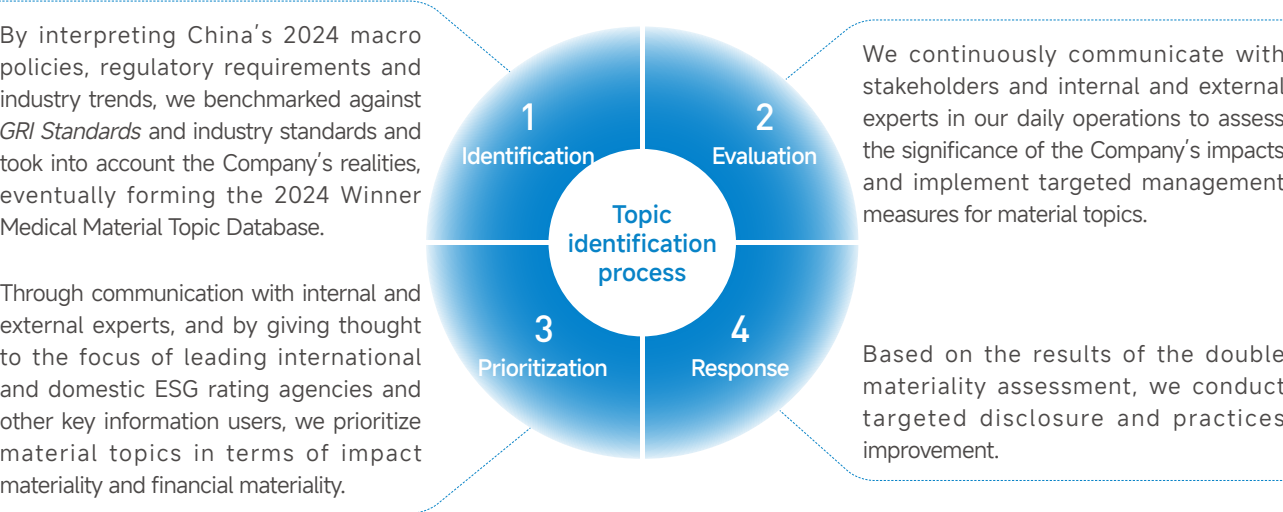 By interpreting China's 2024 macro
policies, regulatory requirements and
industry trends, we benchmarked against
GRI Standards and industry standards and
took into account the Company's realities,
eventually forming the 2024 Winner
Medical Material Topic Database.
1
Identification
2
Evaluation
We continuously communicate with
stakeholders and internal and external
experts in our daily operations to assess
the significance of the Company's impacts
and implement targeted management
measures for material topics.
Topic
identification
process
Through communication with internal and
external experts, and by giving thought
to the focus of leading international
and domestic ESG rating agencies and
other key information users, we prioritize
material topics in terms of impact
materiality and financial materiality.
3
Prioritization
4
Response
Based on the results of the double
materiality assessment, we conduct
targeted disclosure and practices
improvement.